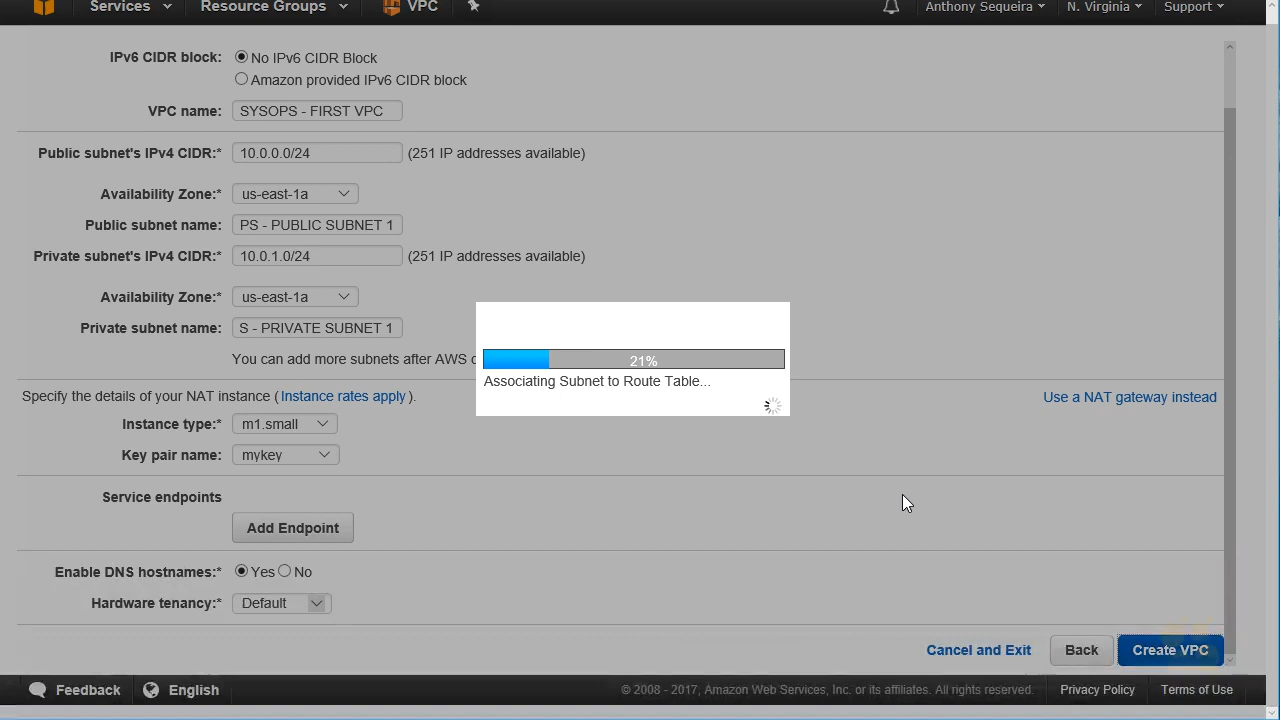 Services Resource Groups VPC Anthony Sequeira N. Virginia Support
IPv6 CIDR block: No IPv6 CIDR Block
Amazon provided IPv6 CIDR block
VPC name: SYSOPS - FIRST VPC
Public subnet's IPv4 CIDR:* 10.0.0.0/24 (251 IP addresses available)
Availability Zone:* us-east-1a
Public subnet name: PS - PUBLIC SUBNET 1
Private subnet's IPv4 CIDR:* 10.0.1.0/24 (251 IP addresses available)
Availability Zone:* us-east-1a
Private subnet name: S - PRIVATE SUBNET 1
You can add more subnets after AWS c
21%
Associating Subnet to Route Table...
Specify the details of your NAT instance (Instance rates apply). Use a NAT gateway instead
Instance type:* m1.small
Key pair name: mykey
Service endpoints
Add Endpoint
Enable DNS hostnames:* Yes No
Hardware tenancy:* Default
Cancel and Exit Back Create VPC
Feedback English © 2008 - 2017, Amazon Web Services, Inc. or its affiliates. All rights reserved. Privacy Policy Terms of Use